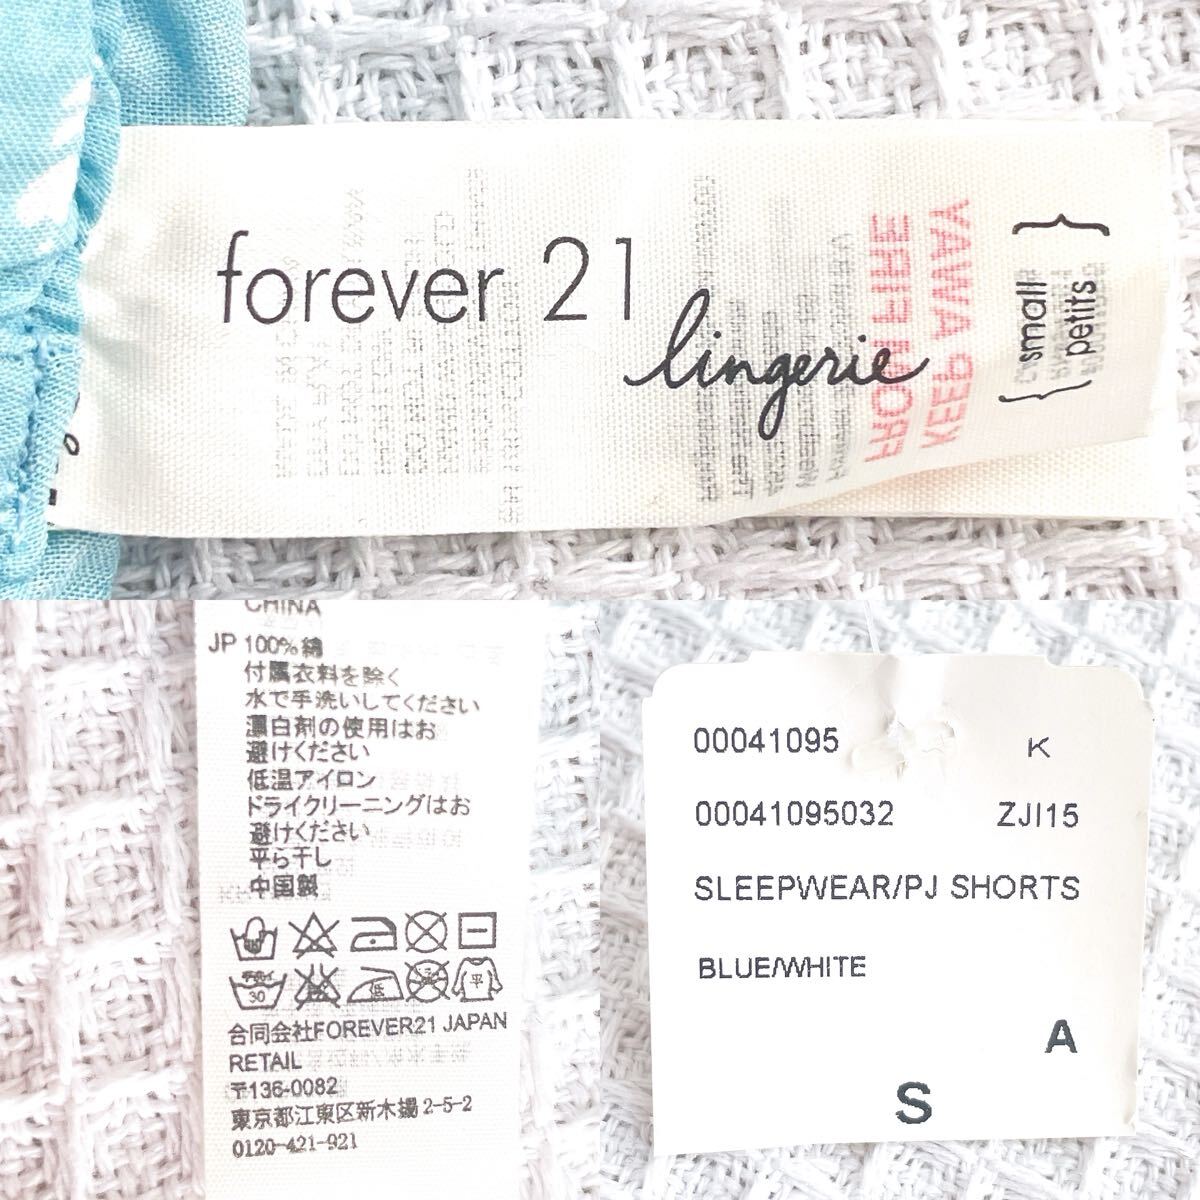 forever 21
lingerie
{ small petits }
KEEP AWAY
FROM FIRE
CHINA
JP 100%綿
付属衣料を除く
水で手洗いしてください
漂白剤の使用はお
避けください
低温アイロン
ドライクリーニングはお
避けください
平ら干し
中国製
手洗イ
30
低
平
合同会社FOREVER21 JAPAN
RETAIL
〒136-0082
東京都江東区新木場 2-5-2
0120-421-921
00041095 K
00041095032 ZJI15
SLEEPWEAR/PJ SHORTS
BLUE/WHITE
A
S